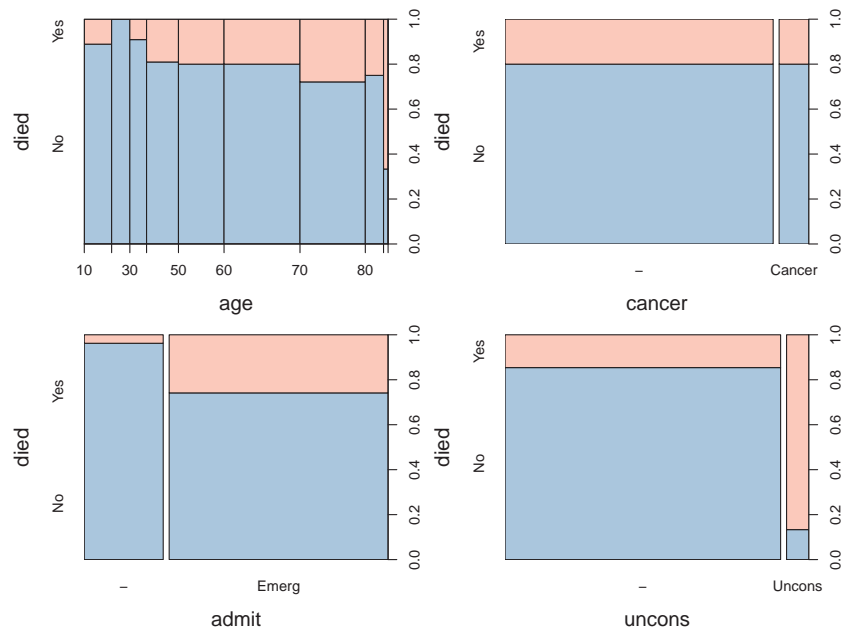 died
Yes
No
0.0 0.2 0.4 0.6 0.8 1.0
10 30 50 60 70 80
age
died
Yes
No
0.0 0.2 0.4 0.6 0.8 1.0
– Cancer
cancer
died
Yes
No
0.0 0.2 0.4 0.6 0.8 1.0
– Emerg
admit
died
Yes
No
0.0 0.2 0.4 0.6 0.8 1.0
– Uncons
uncons